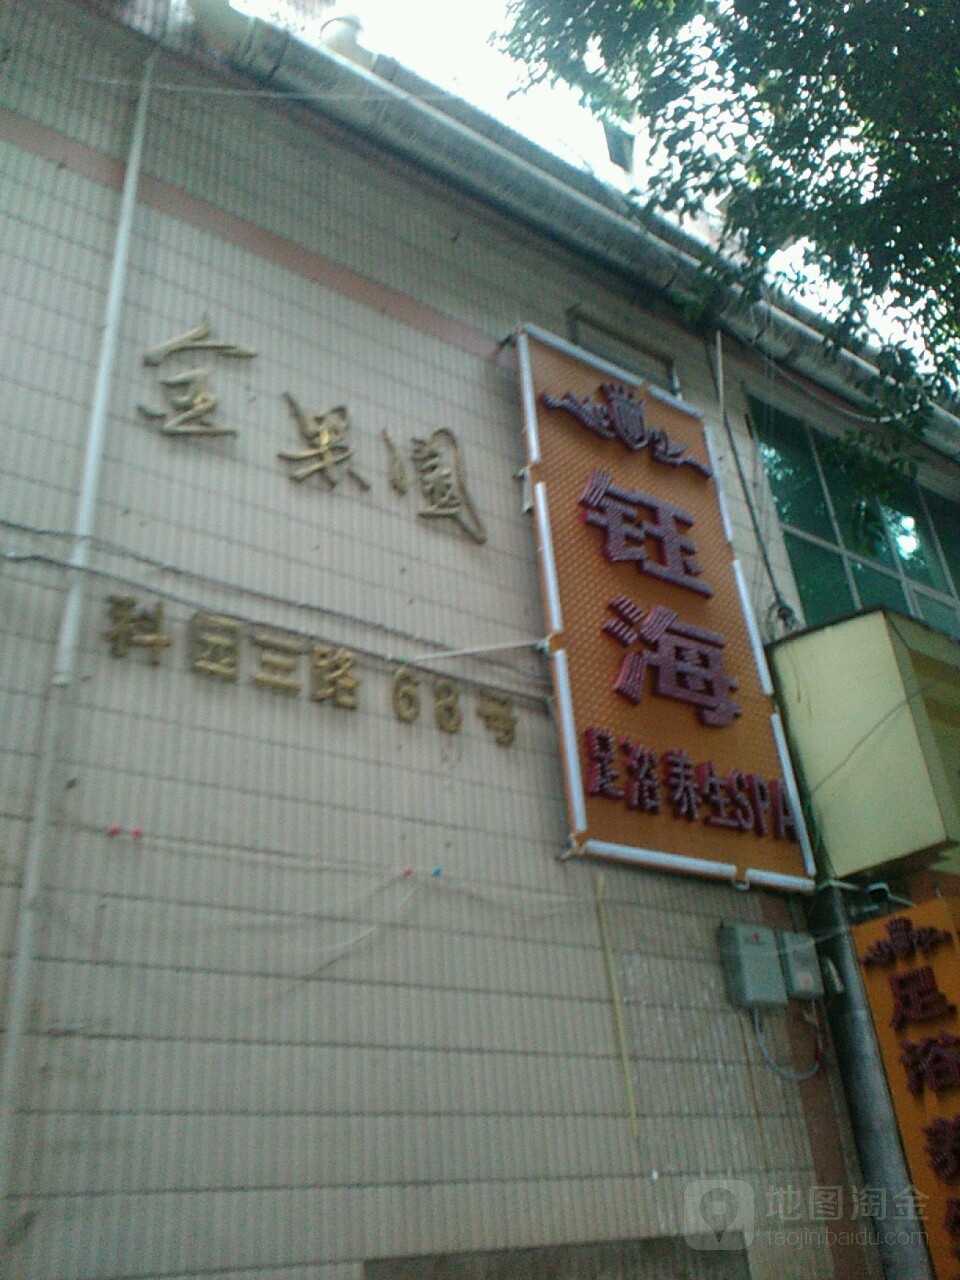 金果園
科园三路 68号
钰海
足浴养生SPA
足浴养
地图淘金
taojin.baidu.com